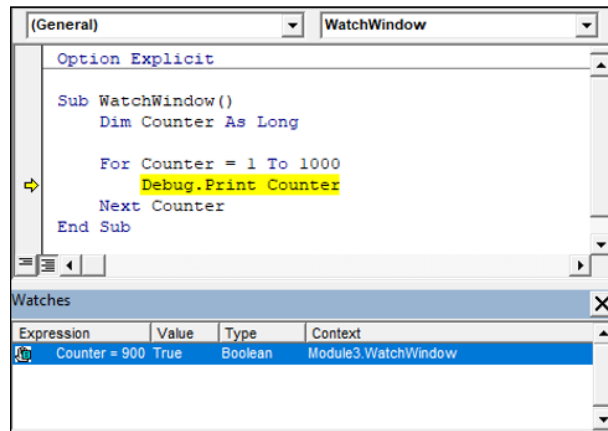 (General) WatchWindow
Option Explicit
Sub WatchWindow()
Dim Counter As Long
For Counter = 1 To 1000
Debug.Print Counter
Next Counter
End Sub
Watches
Expression Value Type Context
Counter = 900 True Boolean Module3.WatchWindow